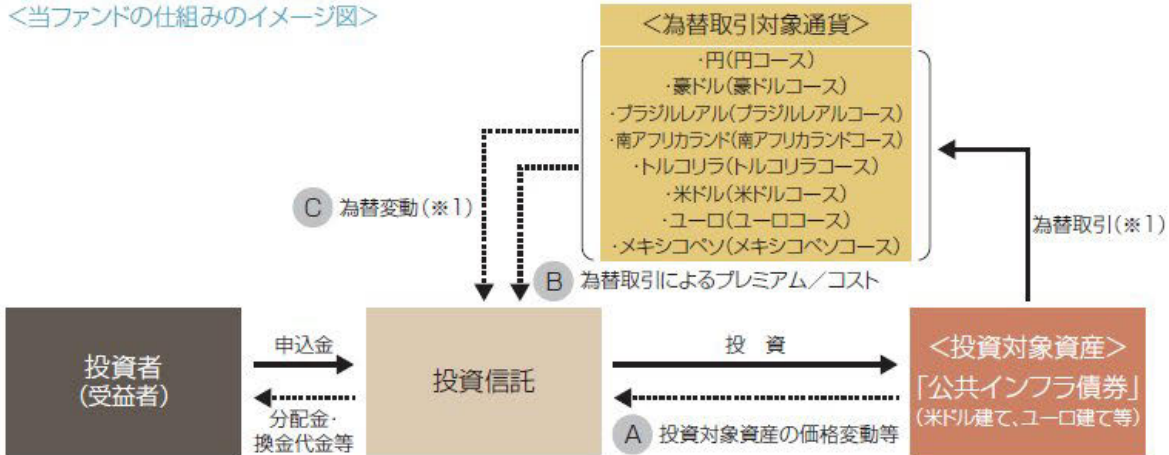 <当ファンドの仕組みのイメージ図>
<為替取引対象通貨>
・円(円コース)
・豪ドル(豪ドルコース)
・ブラジルレアル(ブラジルレアルコース)
・南アフリカランド(南アフリカランドコース)
・トルコリラ(トルコリラコース)
・米ドル(米ドルコース)
・ユーロ(ユーロコース)
・メキシコペソ(メキシコペソコース)
C 為替変動(※1)
為替取引(※1)
B 為替取引によるプレミアム/コスト
投資者
(受益者)
申込金
分配金・
換金代金等
投資信託
投 資
A 投資対象資産の価格変動等
<投資対象資産>
「公共インフラ債券」
(米ドル建て、ユーロ建て等)